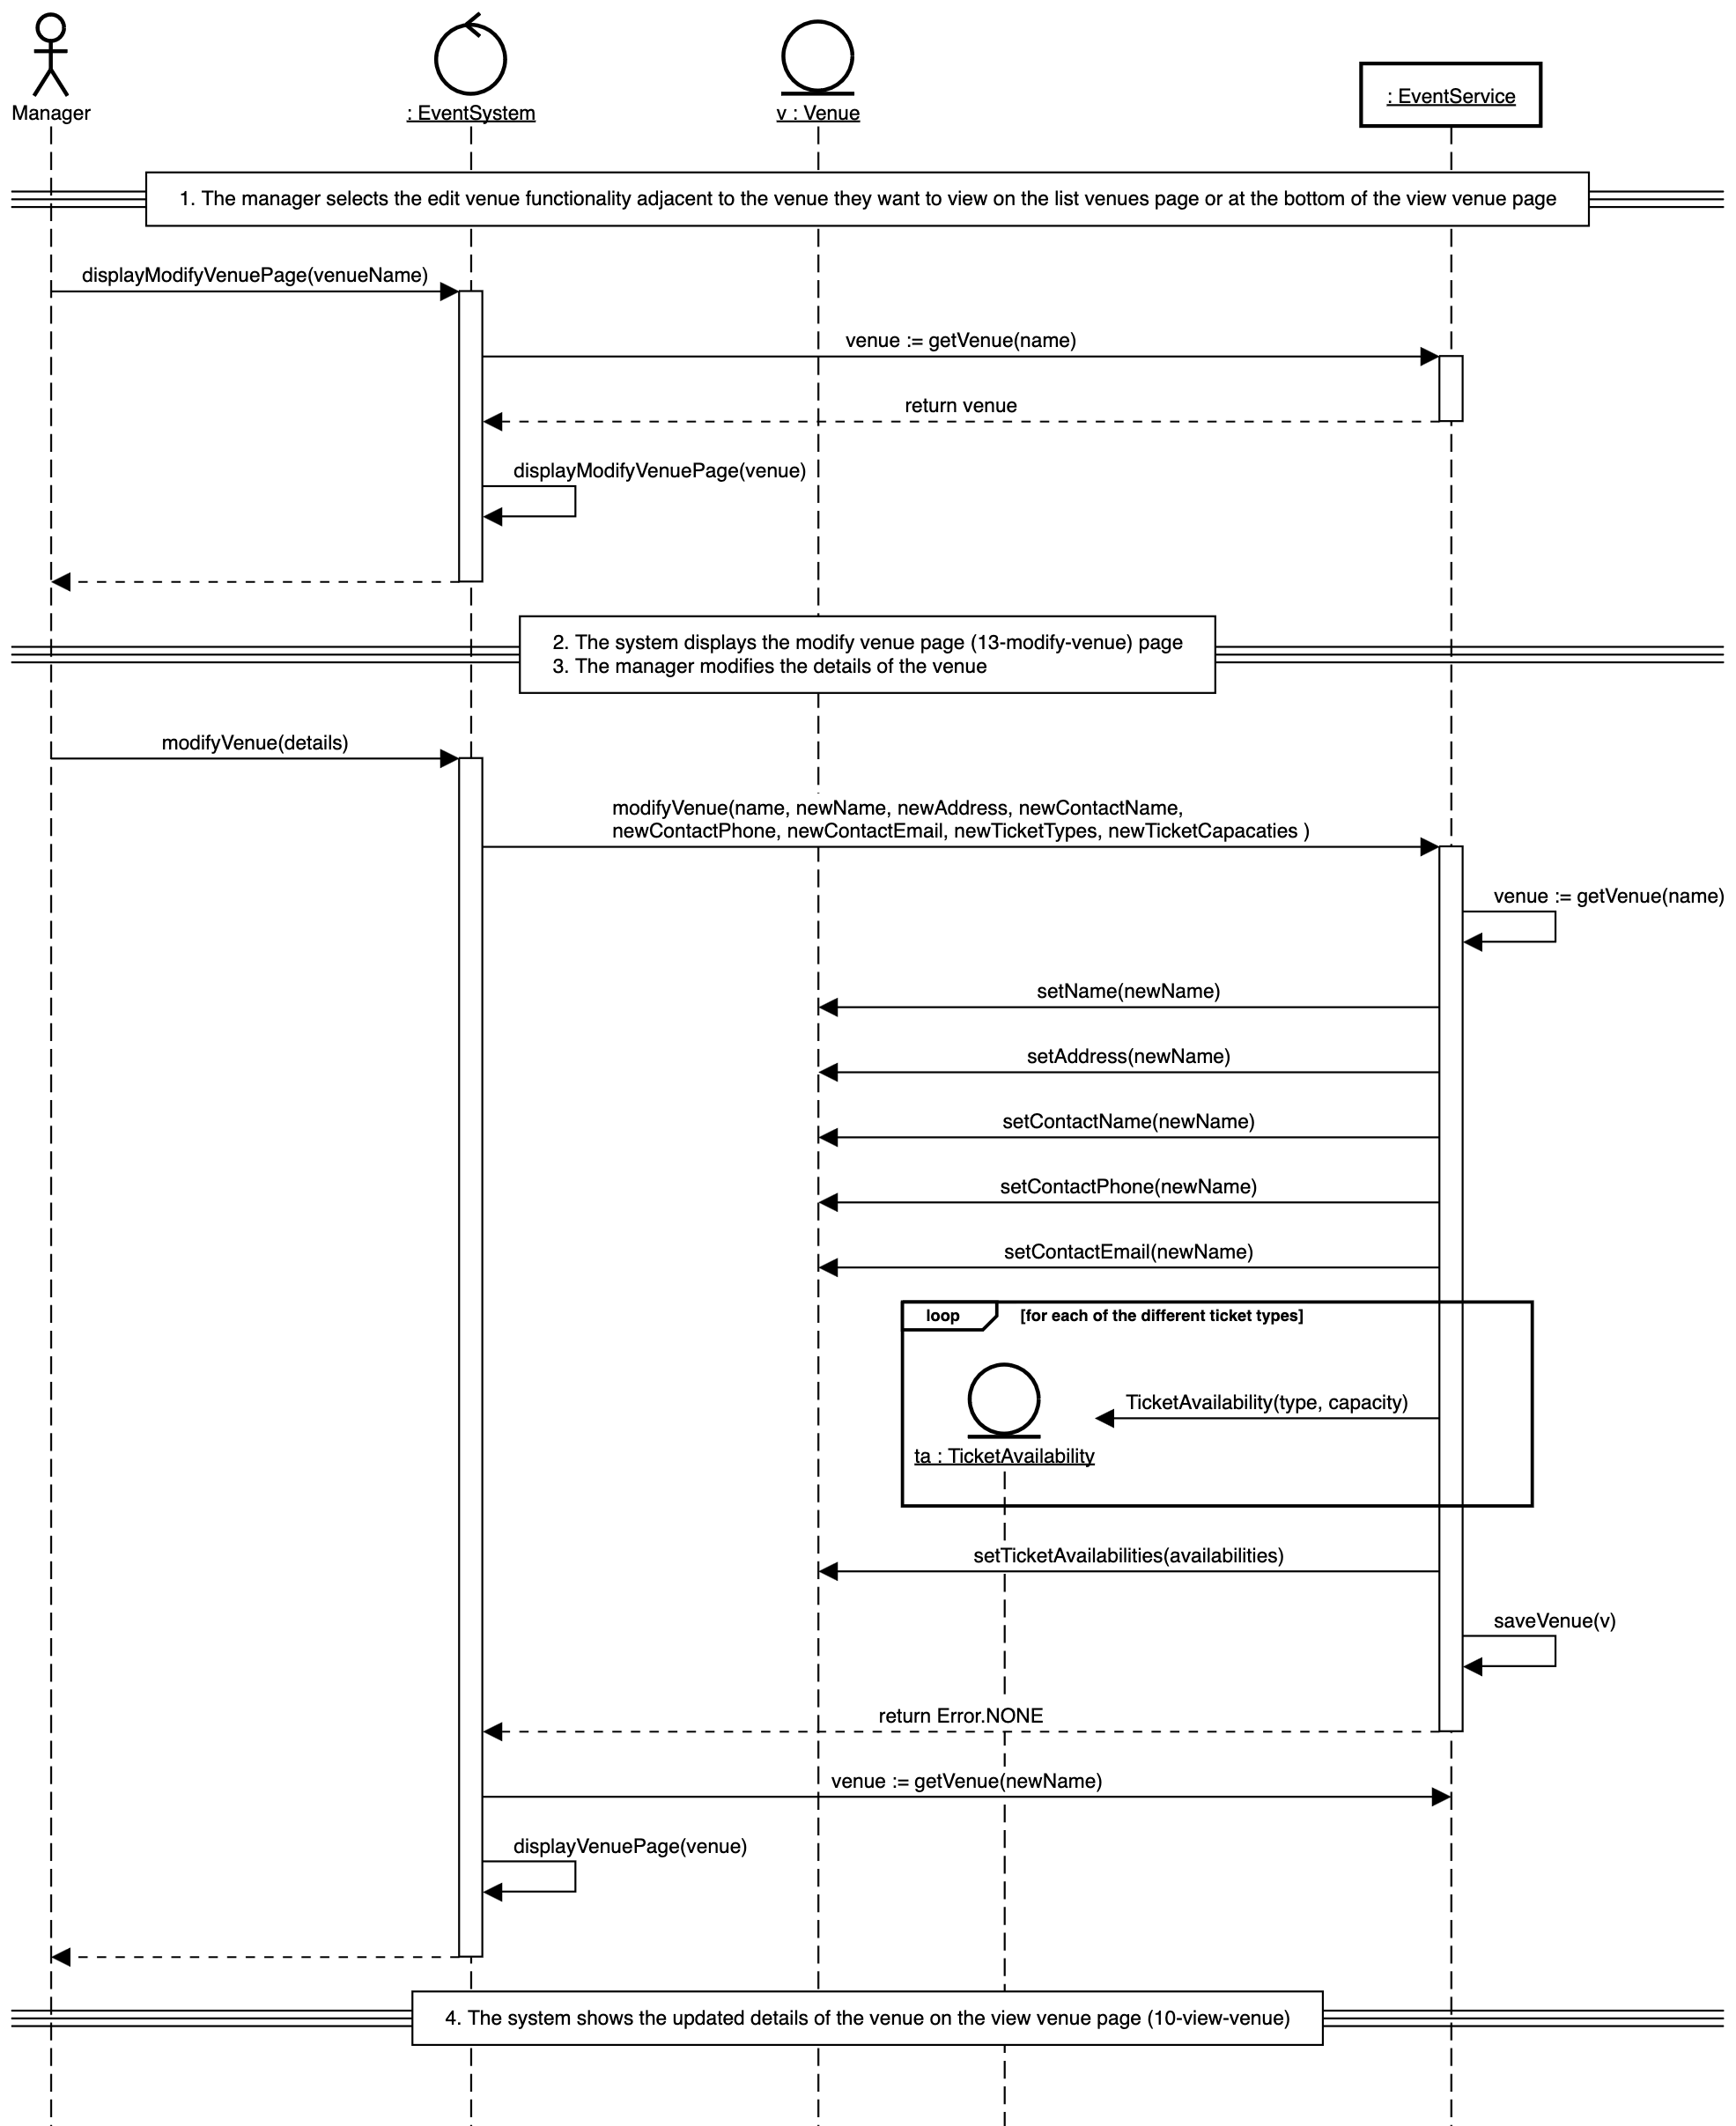 Manager
: EventSystem
v : Venue
: EventService
1. The manager selects the edit venue functionality adjacent to the venue they want to view on the list venues page or at the bottom of the view venue page
displayModifyVenuePage(venueName)
venue := getVenue(name)
return venue
displayModifyVenuePage(venue)
2. The system displays the modify venue page (13-modify-venue) page
3. The manager modifies the details of the venue
modifyVenue(details)
modifyVenue(name, newName, newAddress, newContactName,
newContactPhone, newContactEmail, newTicketTypes, newTicketCapacaties )
venue := getVenue(name)
setName(newName)
setAddress(newName)
setContactName(newName)
setContactPhone(newName)
setContactEmail(newName)
loop [for each of the different ticket types]
TicketAvailability(type, capacity)
ta : TicketAvailability
setTicketAvailabilities(availabilities)
saveVenue(v)
return Error.NONE
venue := getVenue(newName)
displayVenuePage(venue)
4. The system shows the updated details of the venue on the view venue page (10-view-venue)